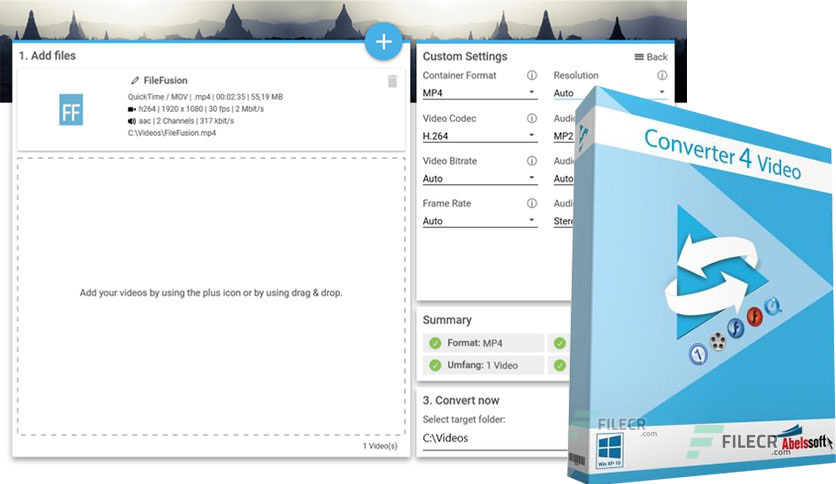 1. Add files
+
FileFusion
QuickTime / MOV | .mp4 | 00:02:35 | 55,19 MB
h264 | 1920 x 1080 | 30 fps | 2 Mbit/s
aac | 2 Channels | 317 kbit/s
C:\Videos\FileFusion.mp4
FF
Add your videos by using the plus icon or by using drag & drop.
1 Video(s)
Custom Settings
Back
Container Format
Resolution
MP4
Auto
Video Codec
Audi
H.264
MP2
Video Bitrate
Audi
Auto
Auto
Frame Rate
Audi
Auto
Stere
Summary
Format: MP4
Umfang: 1 Video
3. Convert now
Select target folder:
C:\Videos
Converter 4 Video
FILECR
.com
Win XP-10
FILECR
.com
Abelssoft